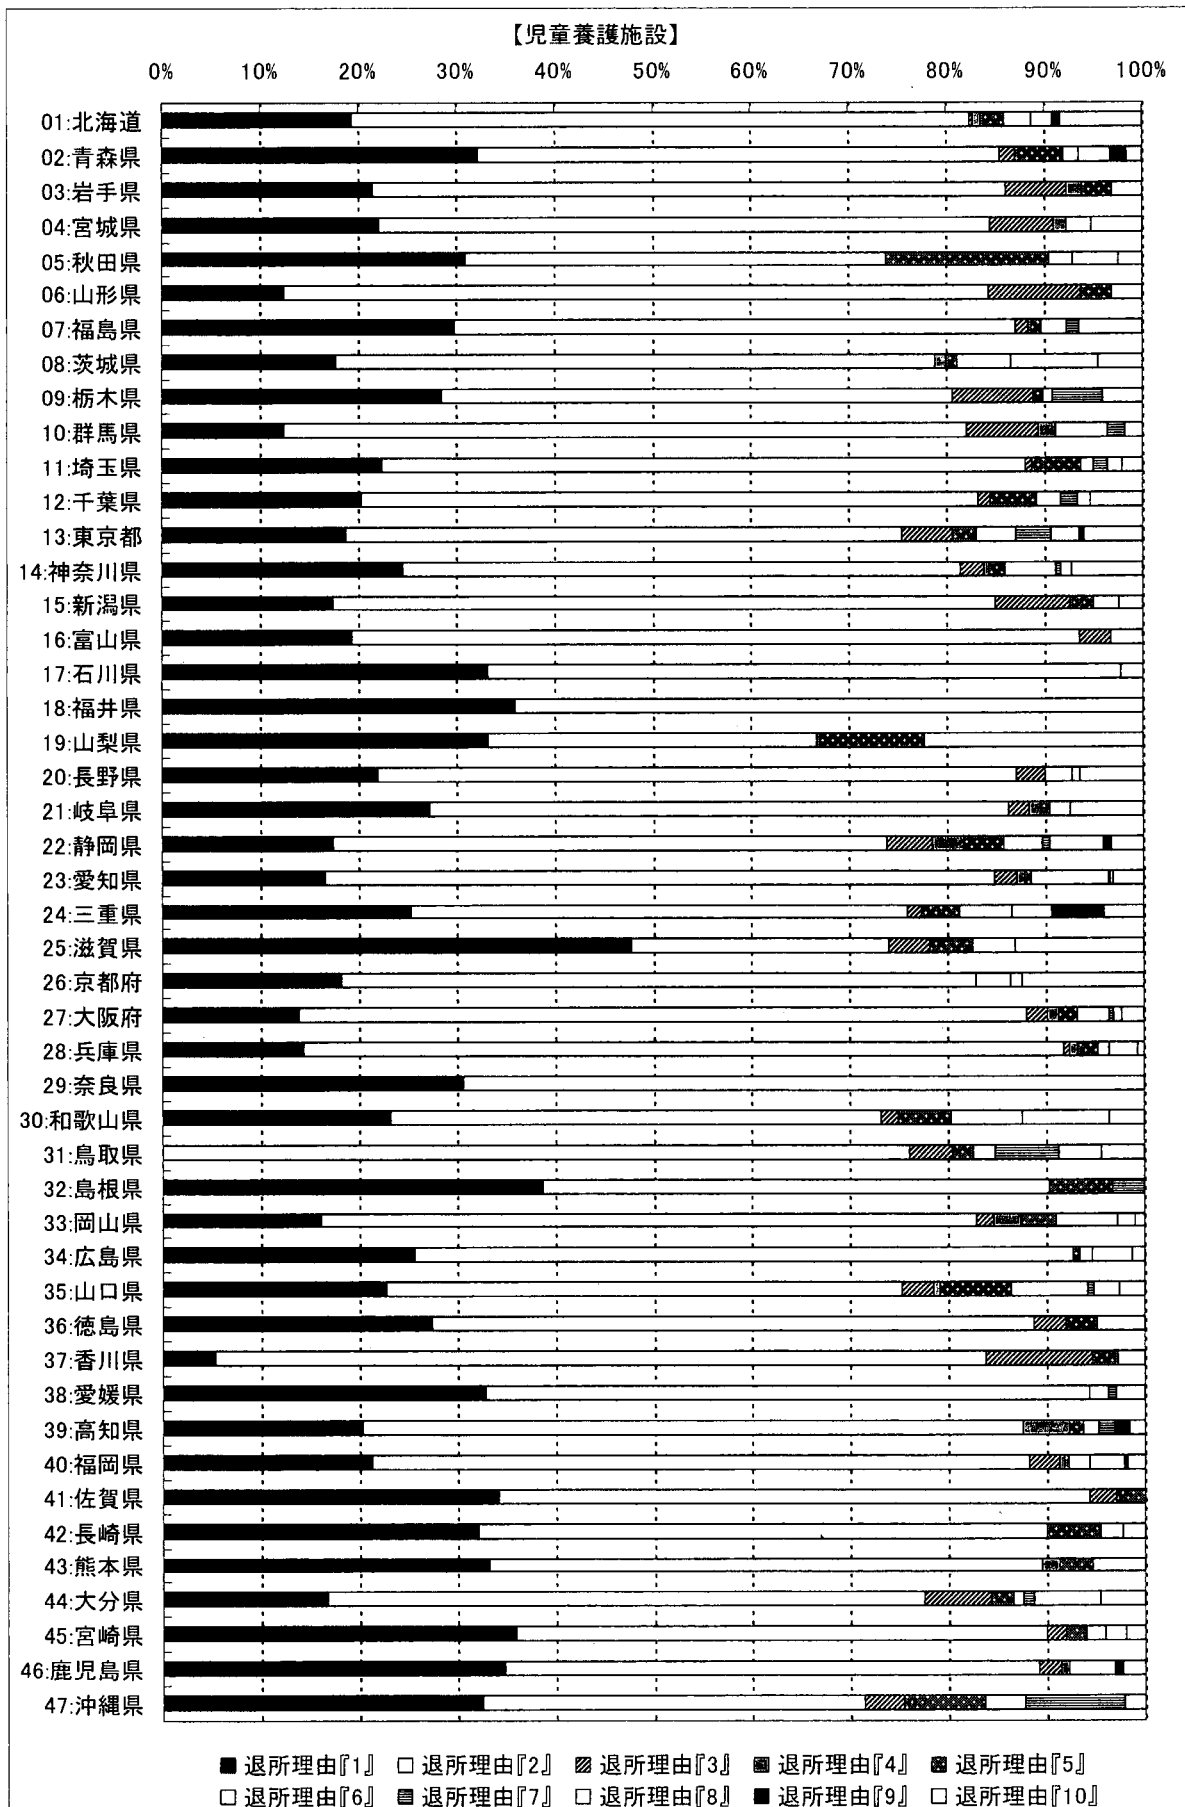 【児童養護施設】
0% 10% 20% 30% 40% 50% 60% 70% 80% 90% 100%
01:北海道
02:青森県
03:岩手県
04:宮城県
05:秋田県
06:山形県
07:福島県
08:茨城県
09:栃木県
10:群馬県
11:埼玉県
12:千葉県
13:東京都
14:神奈川県
15:新潟県
16:富山県
17:石川県
18:福井県
19:山梨県
20:長野県
21:岐阜県
22:静岡県
23:愛知県
24:三重県
25:滋賀県
26:京都府
27:大阪府
28:兵庫県
29:奈良県
30:和歌山県
31:鳥取県
32:島根県
33:岡山県
34:広島県
35:山口県
36:徳島県
37:香川県
38:愛媛県
39:高知県
40:福岡県
41:佐賀県
42:長崎県
43:熊本県
44:大分県
45:宮崎県
46:鹿児島県
47:沖縄県
退所理由『1』 退所理由『2』 退所理由『3』 退所理由『4』 退所理由『5』
退所理由『6』 退所理由『7』 退所理由『8』 退所理由『9』 退所理由『10』